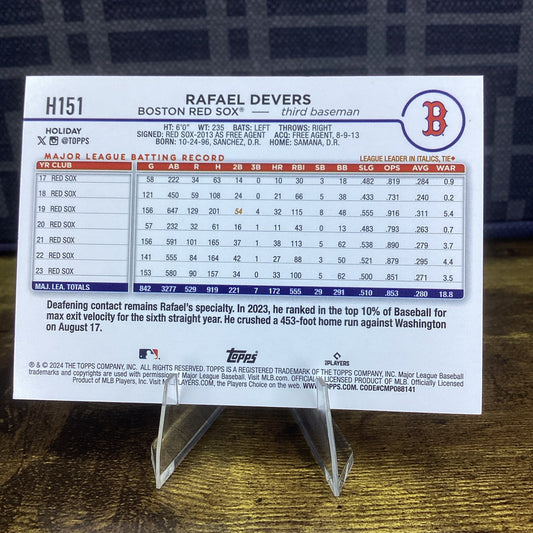 H151
RAFAEL DEVERS
BOSTON RED SOX® third baseman
HOLIDAY
@TOPPS
HT: 6'0" WT: 235 BATS: LEFT THROWS: RIGHT
SIGNED: RED SOX-2013 AS FREE AGENT ACQ: FREE AGENT, 8-9-13
BORN: 10-24-96, SANCHEZ, D.R. HOME: SAMANA, D.R.
B
MAJOR LEAGUE BATTING RECORD LEAGUE LEADER IN ITALICS, TIE♦
YR CLUB G AB R H 2B 3B HR RBI SB BB SLG OPS AVG WAR
17 RED SOX 58 222 34 63 14 0 10 30 3 18 .482 .819 .284 0.9
18 RED SOX 121 450 59 108 24 0 21 66 5 38 .433 .731 .240 0.2
19 RED SOX 156 647 129 201 54 4 32 115 8 48 .555 .916 .311 5.4
20 RED SOX 57 232 32 61 16 1 11 43 0 13 .483 .793 .263 0.7
21 RED SOX 156 591 101 165 37 1 38 113 5 62 .538 .890 .279 3.7
22 RED SOX 141 555 84 164 42 1 27 88 3 50 .521 .879 .295 4.4
23 RED SOX 153 580 90 157 34 0 33 100 5 62 .500 .851 .271 3.5
MAJ. LEA. TOTALS 842 3277 529 919 221 7 172 555 29 291 .510 .853 .280 18.8
Deafening contact remains Rafael's specialty. In 2023, he ranked in the top 10% of Baseball for
max exit velocity for the sixth straight year. He crushed a 453-foot home run against Washington
on August 17.
topps
PLAYERS
® & © 2024 THE TOPPS COMPANY, INC. ALL RIGHTS RESERVED. TOPPS IS A REGISTERED TRADEMARK OF THE TOPPS COMPANY, INC. Major League Baseball
trademarks and copyrights are used with permission of Major League Baseball. Visit MLB.com. OFFICIALLY LICENSED PRODUCT OF MLB Players. Officially Licensed
Product of MLB Players, Inc. Visit MLBPLAYERS.com, the Players Choice on the web. WWW.TOPPS.COM. CODE#CMP088141